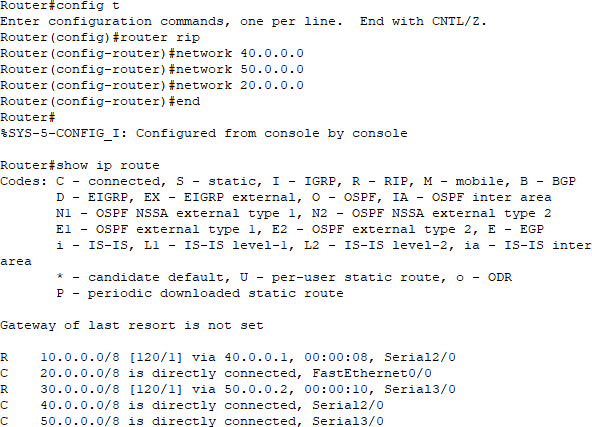 Router#config t
Enter configuration commands, one per line.  End with CNTL/Z.
Router(config)#router rip
Router(config-router)#network 40.0.0.0
Router(config-router)#network 50.0.0.0
Router(config-router)#network 20.0.0.0
Router(config-router)#end
Router#
%SYS-5-CONFIG_I: Configured from console by console

Router#show ip route
Codes: C - connected, S - static, I - IGRP, R - RIP, M - mobile, B - BGP
       D - EIGRP, EX - EIGRP external, O - OSPF, IA - OSPF inter area
       N1 - OSPF NSSA external type 1, N2 - OSPF NSSA external type 2
       E1 - OSPF external type 1, E2 - OSPF external type 2, E - EGP
       i - IS-IS, L1 - IS-IS level-1, L2 - IS-IS level-2, ia - IS-IS inter
area
       * - candidate default, U - per-user static route, o - ODR
       P - periodic downloaded static route

Gateway of last resort is not set

R    10.0.0.0/8 [120/1] via 40.0.0.1, 00:00:08, Serial2/0
C    20.0.0.0/8 is directly connected, FastEthernet0/0
R    30.0.0.0/8 [120/1] via 50.0.0.2, 00:00:10, Serial3/0
C    40.0.0.0/8 is directly connected, Serial2/0
C    50.0.0.0/8 is directly connected, Serial3/0